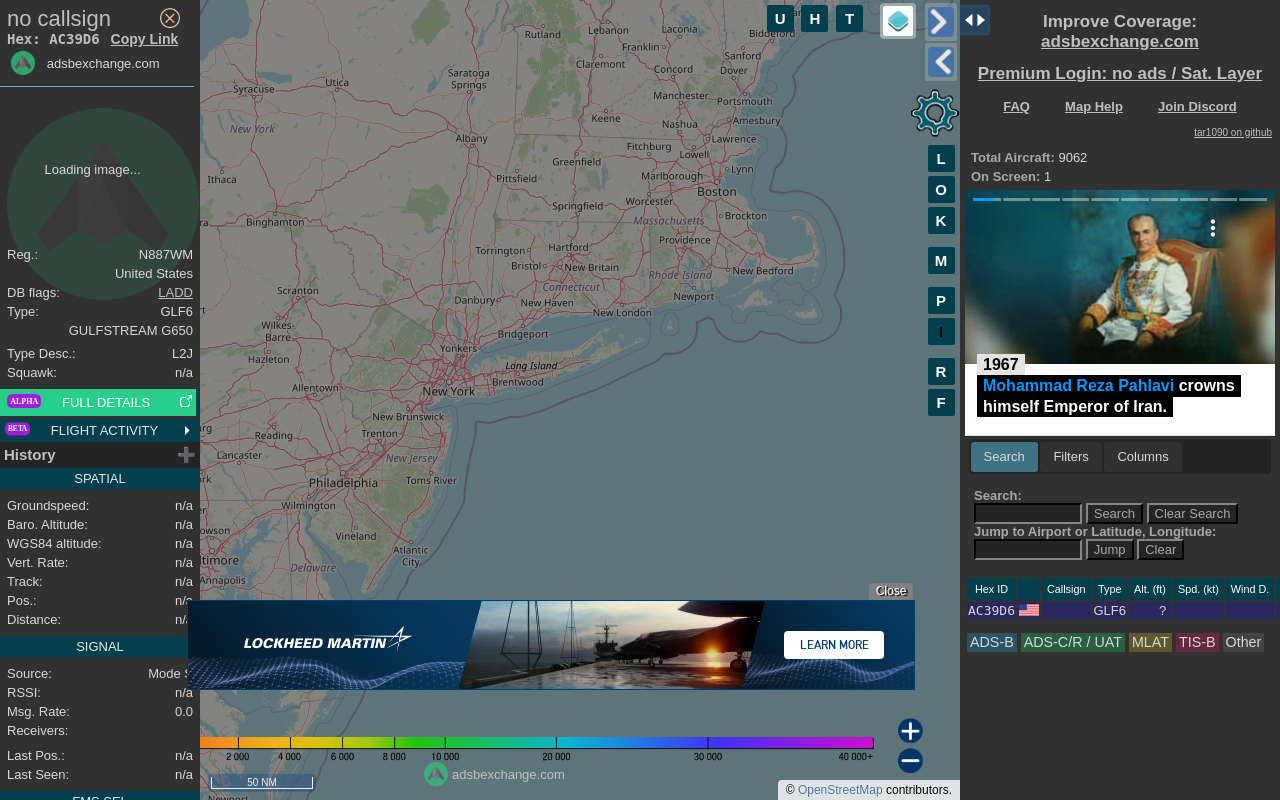 no callsign
Hex: AC39D6 Copy Link
adsbexchange.com
Loading image...
Reg.: N887WM
United States
DB flags: LADD
Type: GLF6
GULFSTREAM G650
Type Desc.: L2J
Squawk: n/a
ALPHA FULL DETAILS
BETA FLIGHT ACTIVITY
History
SPATIAL
Groundspeed: n/a
Baro. Altitude: n/a
WGS84 altitude: n/a
Vert. Rate: n/a
Track: n/a
Pos.: n/a
Distance: n/a
SIGNAL
Source: Mode S
RSSI: n/a
Msg. Rate: 0.0
Receivers:
Last Pos.: n/a
Last Seen: n/a
FMS SEL
U H T
L
O
K
M
P
I
R
F
Rutland
Lebanon
Laconia
Franklin
Biddeford
Claremont
Sanford
Concord
Dover
Saratoga
Springs
Utica
Syracuse
Manchester
Portsmouth
Keene
Nashua
Amesbury
New York
Albany
Fitchburg
Lawrence
Greenfield
Lowell
Ithaca
Pittsfield
Marlborough
Lynn
Boston
Worcester
Springfield
Massachusetts
Brockton
Binghamton
Providence
Torrington
Hartford
Bristol
New Britain
Rhode Island
New Bedford
Connecticut
Scranton
Danbury
New Haven
Newport
New London
Wilkes-
Barre
Bridgeport
Hazleton
Yonkers
Long Island
Brentwood
Allentown
New York
New Brunswick
Reading
Trenton
Lancaster
New Jersey
Philadelphia
Toms River
Wilmington
Vineland
Atlantic
City
Annapolis
Delaware
Close
LOCKHEED MARTIN
LEARN MORE
2 000 4 000 6 000 8 000 10 000 20 000 30 000 40 000+
50 NM
adsbexchange.com
© OpenStreetMap contributors.
Improve Coverage:
adsbexchange.com
Premium Login: no ads / Sat. Layer
FAQ Map Help Join Discord
tar1090 on github
Total Aircraft: 9062
On Screen: 1
1967
Mohammad Reza Pahlavi crowns
himself Emperor of Iran.
Search Filters Columns
Search:
Search Clear Search
Jump to Airport or Latitude, Longitude:
Jump Clear
Hex ID Callsign Type Alt. (ft) Spd. (kt) Wind D.
AC39D6 GLF6 ?
ADS-B ADS-C/R / UAT MLAT TIS-B Other